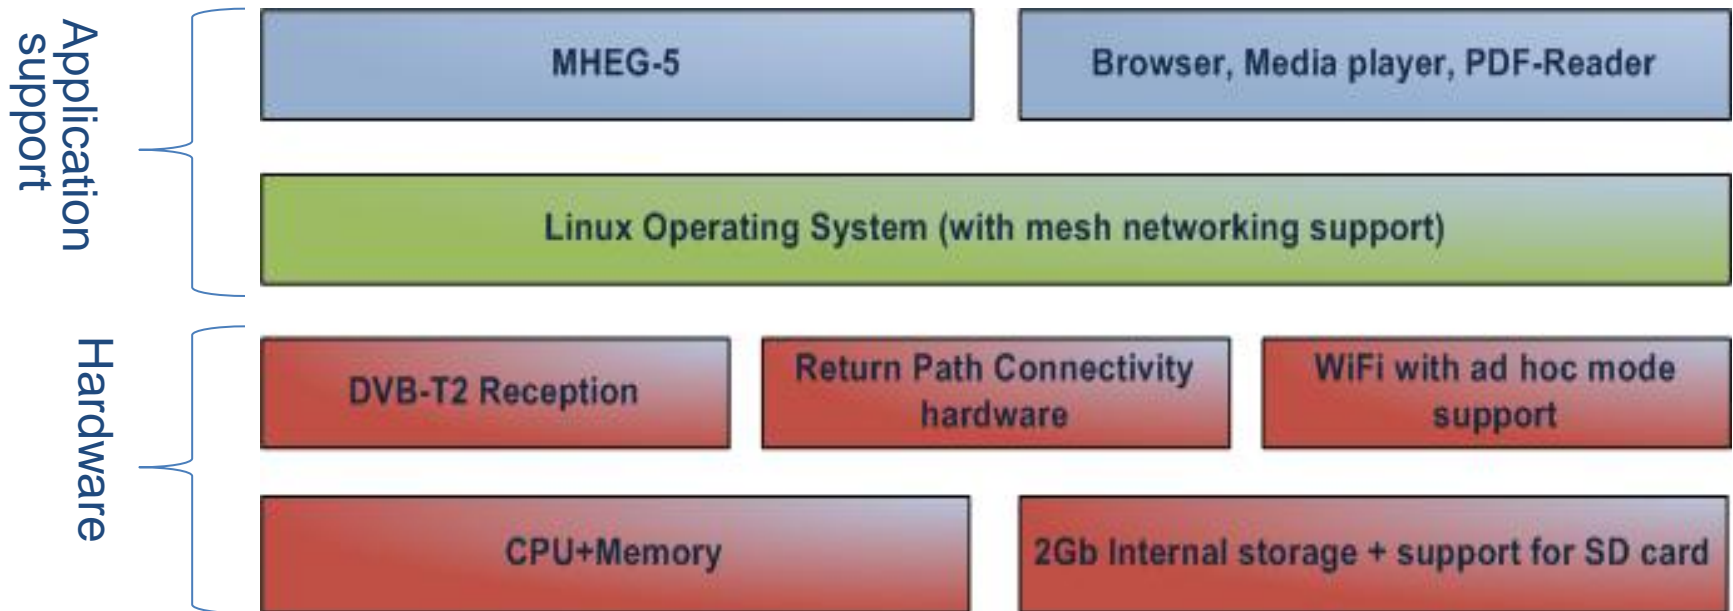 Application
support
MHEG-5
Browser, Media player, PDF-Reader
Linux Operating System (with mesh networking support)
Hardware
DVB-T2 Reception
Return Path Connectivity
hardware
WiFi with ad hoc mode
support
CPU+Memory
2Gb Internal storage + support for SD card